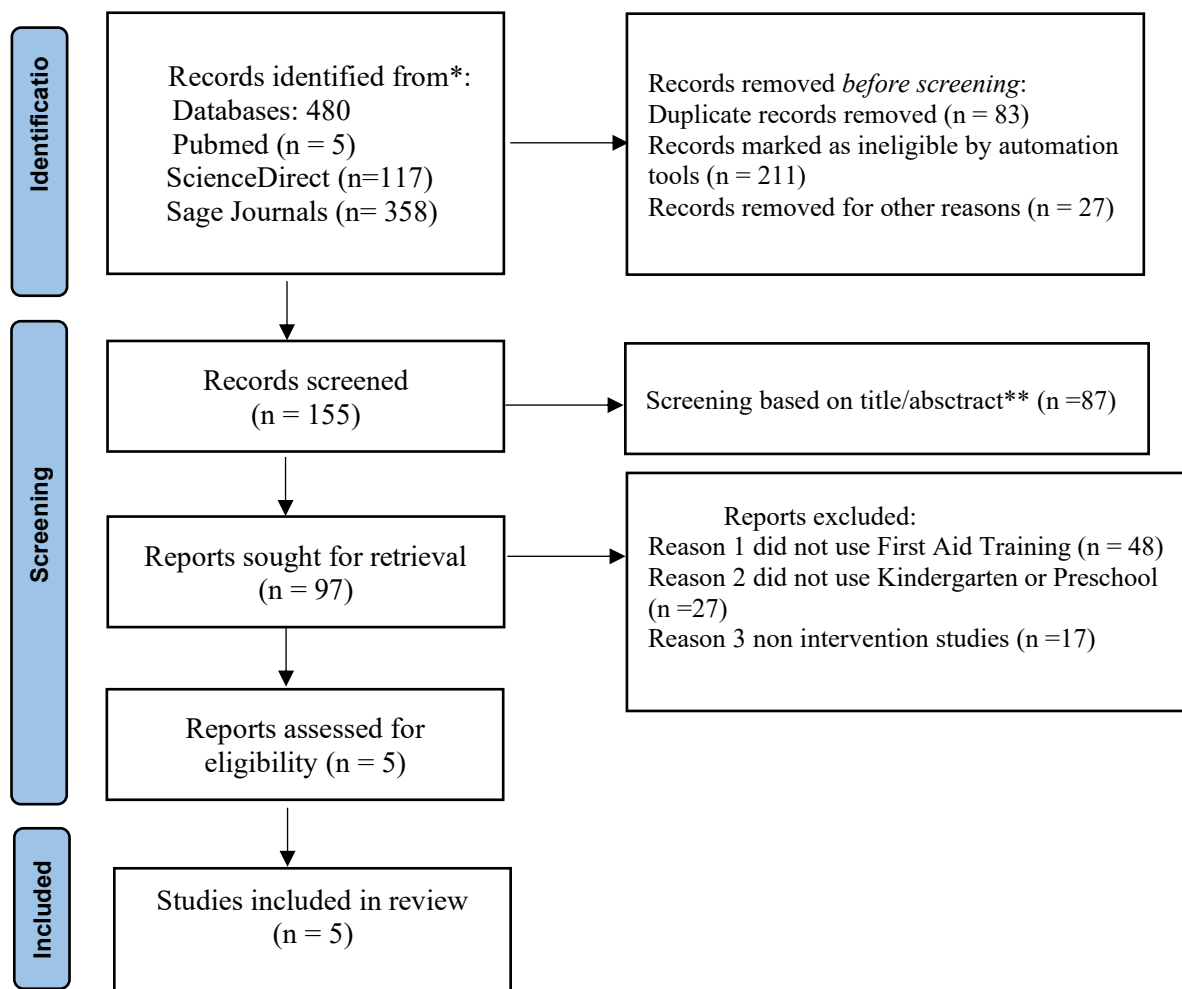 Identificatio
Records identified from*:
Databases: 480
Pubmed (n = 5)
ScienceDirect (n=117)
Sage Journals (n= 358)
Records removed before screening:
Duplicate records removed (n = 83)
Records marked as ineligible by automation
tools (n = 211)
Records removed for other reasons (n = 27)
Screening
Records screened
(n = 155)
Screening based on title/absctract** (n =87)
Reports sought for retrieval
(n = 97)
Reports excluded:
Reason 1 did not use First Aid Training (n = 48)
Reason 2 did not use Kindergarten or Preschool
(n =27)
Reason 3 non intervention studies (n =17)
Reports assessed for
eligibility (n = 5)
Included
Studies included in review
(n = 5)